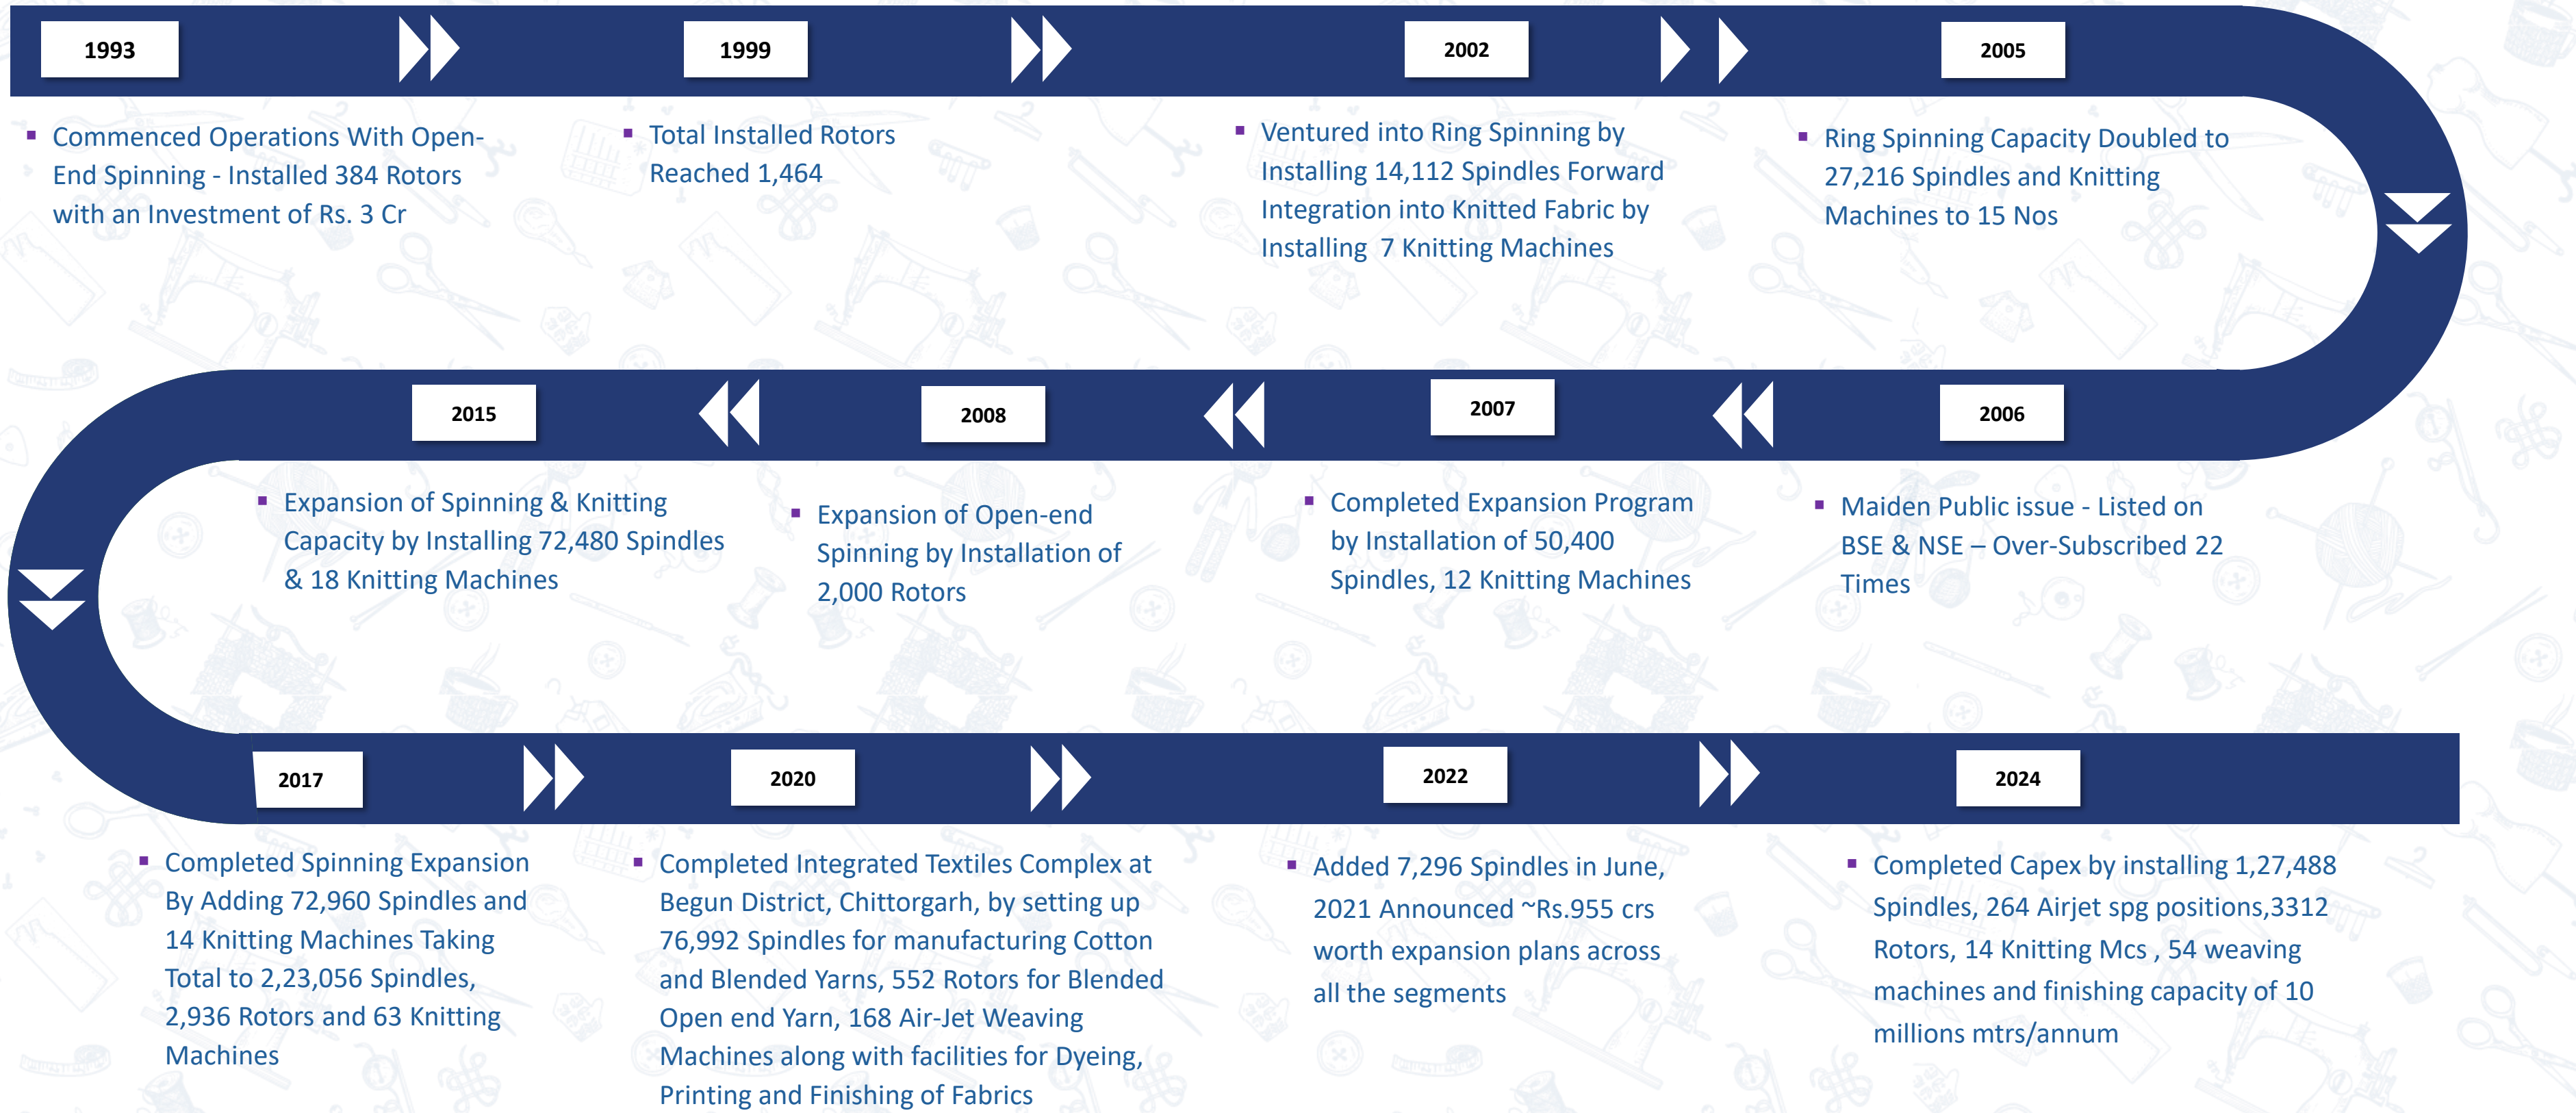 1993
1999
2002
2005
▪ Commenced Operations With Open-
End Spinning - Installed 384 Rotors
with an Investment of Rs. 3 Cr
▪ Total Installed Rotors
Reached 1,464
▪ Ventured into Ring Spinning by
Installing 14,112 Spindles Forward
Integration into Knitted Fabric by
Installing 7 Knitting Machines
▪ Ring Spinning Capacity Doubled to
27,216 Spindles and Knitting
Machines to 15 Nos
2015
2008
2007
2006
▪ Expansion of Spinning & Knitting
Capacity by Installing 72,480 Spindles
& 18 Knitting Machines
▪ Expansion of Open-end
Spinning by Installation of
2,000 Rotors
▪ Completed Expansion Program
by Installation of 50,400
Spindles, 12 Knitting Machines
▪ Maiden Public issue - Listed on
BSE & NSE – Over-Subscribed 22
Times
2017
2020
2022
2024
▪ Completed Spinning Expansion
By Adding 72,960 Spindles and
14 Knitting Machines Taking
Total to 2,23,056 Spindles,
2,936 Rotors and 63 Knitting
Machines
▪ Completed Integrated Textiles Complex at
Begun District, Chittorgarh, by setting up
76,992 Spindles for manufacturing Cotton
and Blended Yarns, 552 Rotors for Blended
Open end Yarn, 168 Air-Jet Weaving
Machines along with facilities for Dyeing,
Printing and Finishing of Fabrics
▪ Added 7,296 Spindles in June,
2021 Announced ~Rs.955 crs
worth expansion plans across
all the segments
▪ Completed Capex by installing 1,27,488
Spindles, 264 Airjet spg positions,3312
Rotors, 14 Knitting Mcs , 54 weaving
machines and finishing capacity of 10
millions mtrs/annum